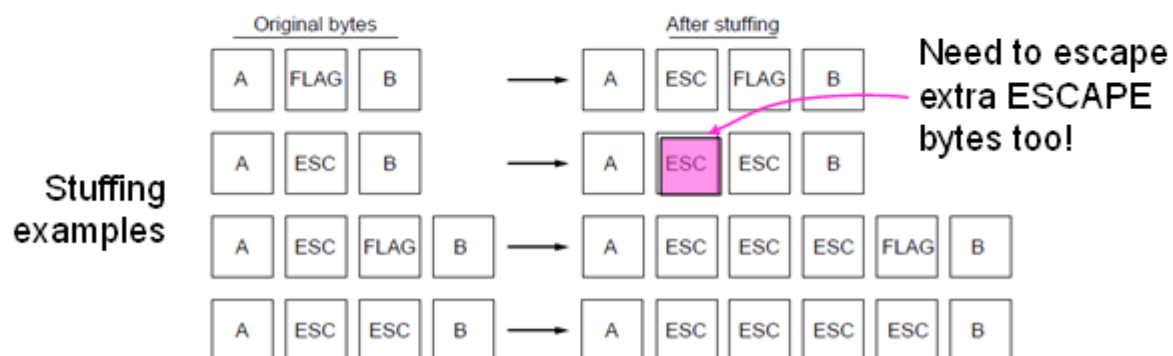 Original bytes
After stuffing
A FLAG B A ESC FLAG B
Need to escape
extra ESCAPE
bytes too!
A ESC B A ESC ESC B
Stuffing
examples
A ESC FLAG B A ESC ESC ESC FLAG B
A ESC ESC B A ESC ESC ESC ESC B